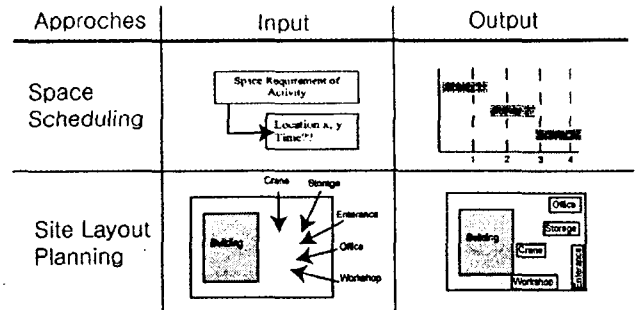 Approches Input Output
Space
Scheduling
Space Requirement of
Activity
Location x, y
Time??
1 2 3 4
Site Layout
Planning
Crane
Storage
Enterance
Office
Workshop
Building
Office
Storage
Building
Crane
Workshop
Enterance